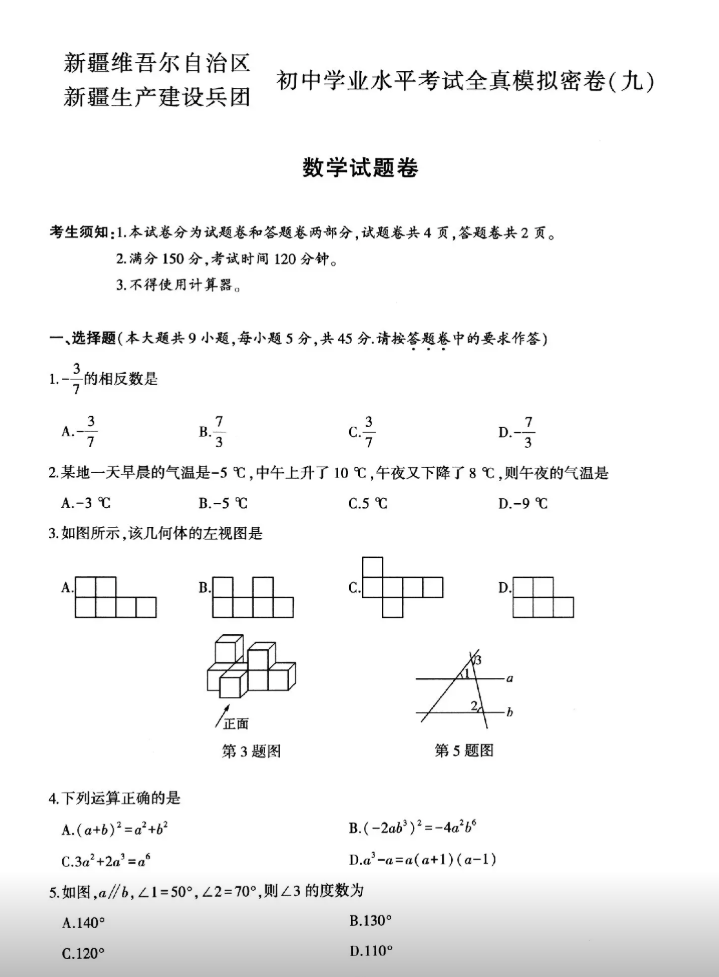 新疆维吾尔自治区
新疆生产建设兵团
初中学业水平考试全真模拟密卷(九)
数学试题卷
考生须知:1.本试卷分为试题卷和答题卷两部分,试题卷共4页,答题卷共2页。
2.满分150分,考试时间120分钟。
3.不得使用计算器。
一、选择题(本大题共9小题,每小题5分,共45分.请按答题卷中的要求作答)
1.-3/7的相反数是
A.-3/7 B.7/3 C.3/7 D.-7/3
2.某地一天早晨的气温是-5 ℃,中午上升了10 ℃,午夜又下降了8 ℃,则午夜的气温是
A.-3 ℃ B.-5 ℃ C.5 ℃ D.-9 ℃
3.如图所示,该几何体的左视图是
A. B. C. D.
正面
第3题图
3
1 a
2 b
第5题图
4.下列运算正确的是
A.(a+b)²=a²+b² B.(-2ab³)²=-4a²b⁶
C.3a²+2a³=a⁶ D.a³-a=a(a+1)(a-1)
5.如图,a∥b,∠1=50°,∠2=70°,则∠3的度数为
A.140° B.130°
C.120° D.110°